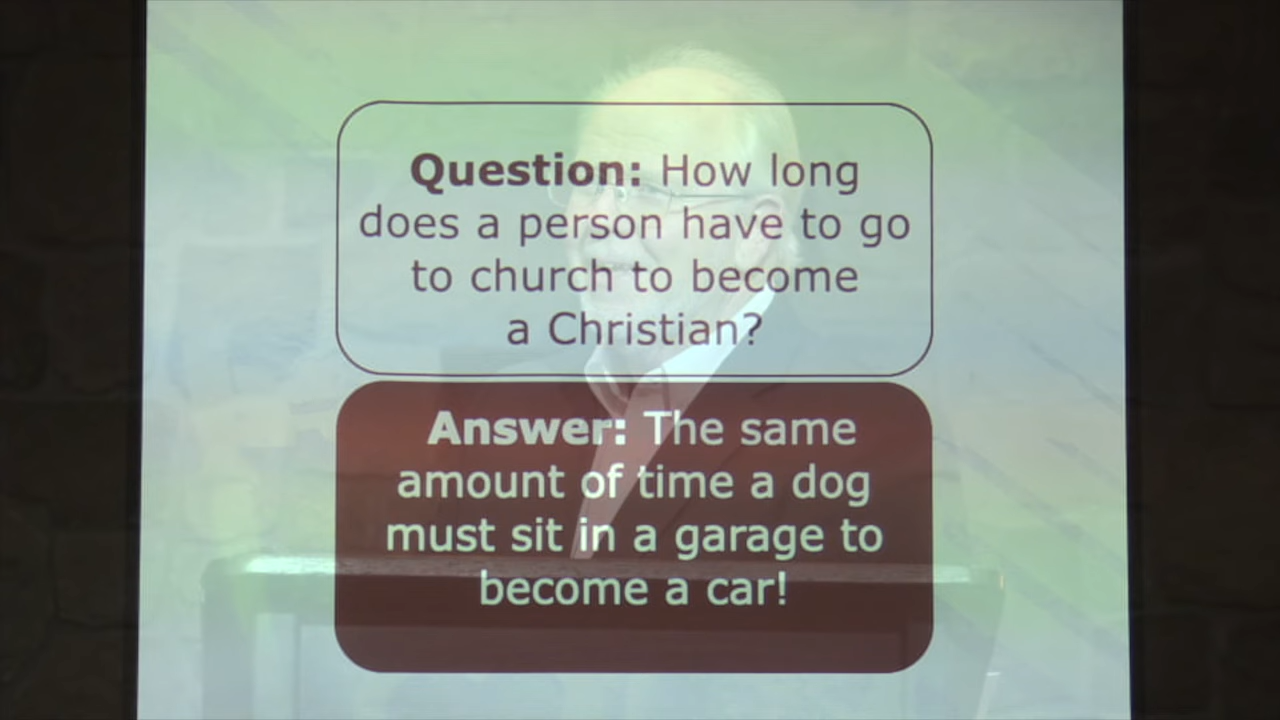 Question: How long
does a person have to go
to church to become
a Christian?
Answer: The same
amount of time a dog
must sit in a garage to
become a car!